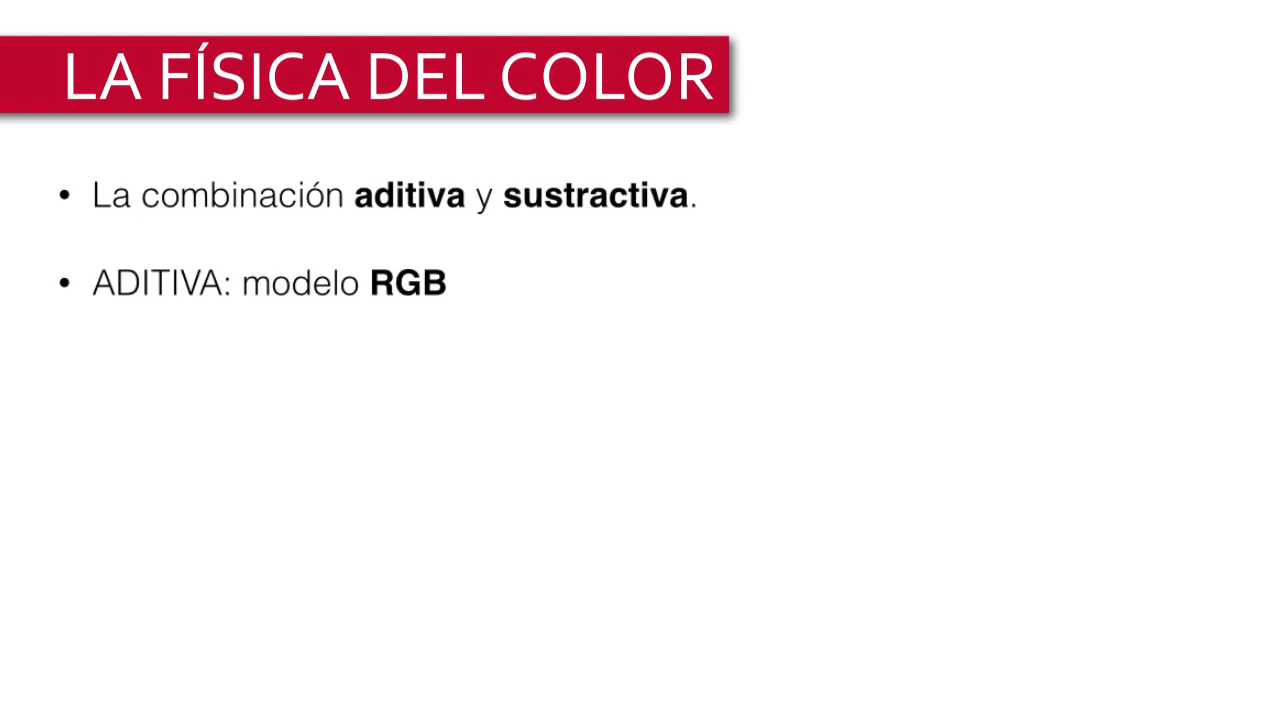 LA FÍSICA DEL COLOR
• La combinación aditiva y sustractiva.
• ADITIVA: modelo RGB